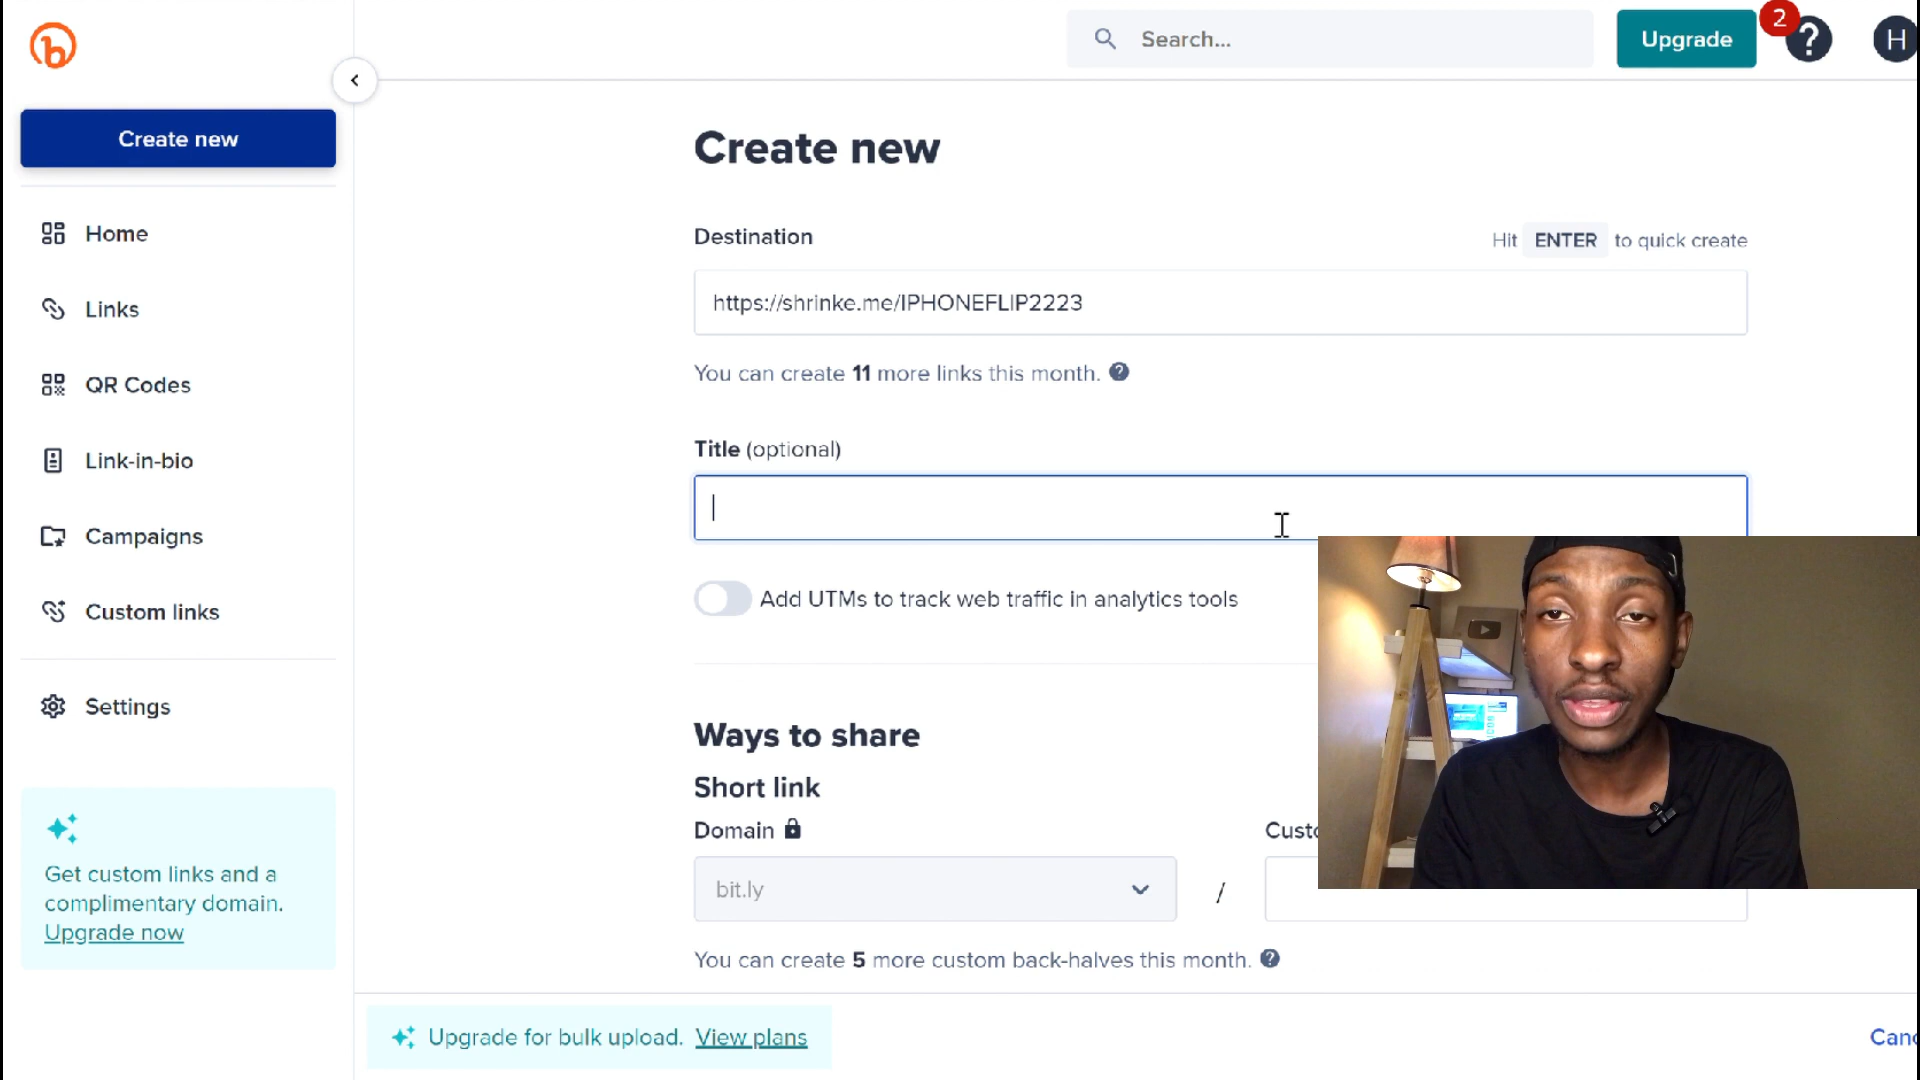 Search...
Upgrade
2
?
H
Create new
Home
Links
QR Codes
Link-in-bio
Campaigns
Custom links
Settings
Get custom links and a
complimentary domain.
Upgrade now
Create new
Destination
Hit ENTER to quick create
https://shrinke.me/IPHONEFLIP2223
You can create 11 more links this month. ?
Title (optional)
Add UTMs to track web traffic in analytics tools
Ways to share
Short link
Domain
Custo
bit.ly
/
You can create 5 more custom back-halves this month. ?
Upgrade for bulk upload. View plans
Canc